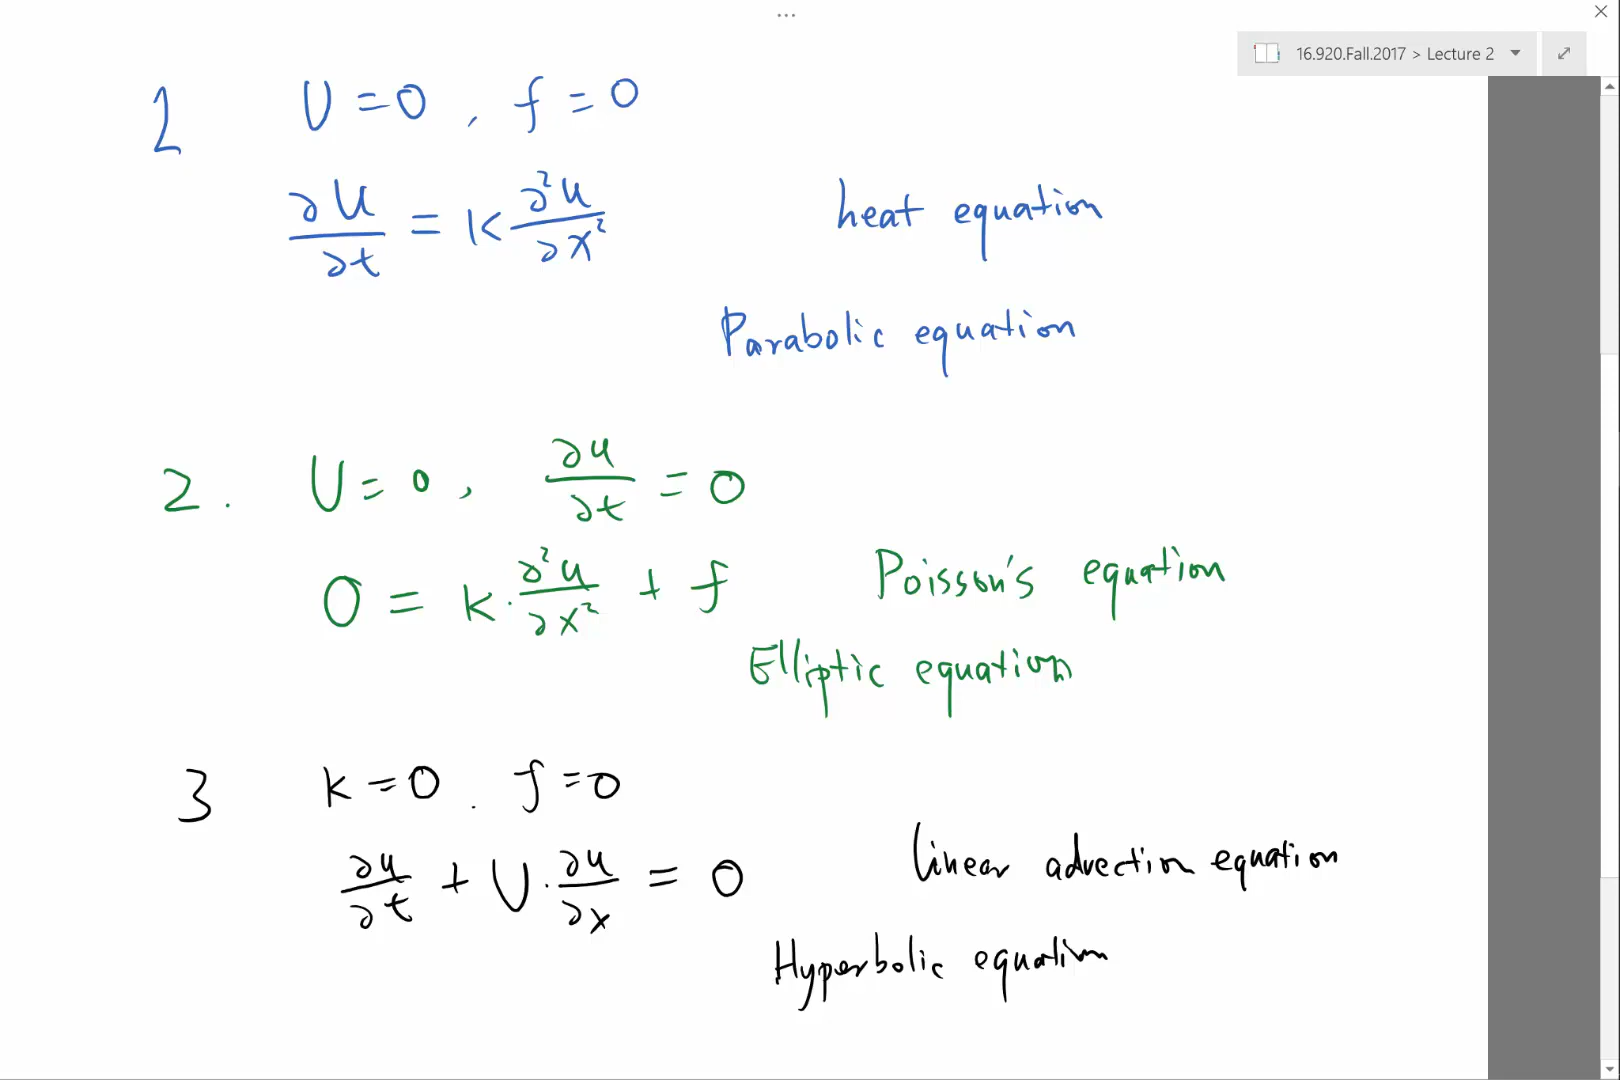 ...
16.920.Fall.2017 > Lecture 2
1 U = 0 , f = 0
∂u/∂t = k ∂²u/∂x² heat equation
Parabolic equation
2. U = 0 , ∂u/∂t = 0
0 = k · ∂²u/∂x² + f Poisson's equation
Elliptic equation
3 k = 0 . f = 0
∂u/∂t + U · ∂u/∂x = 0 linear advection equation
Hyperbolic equation